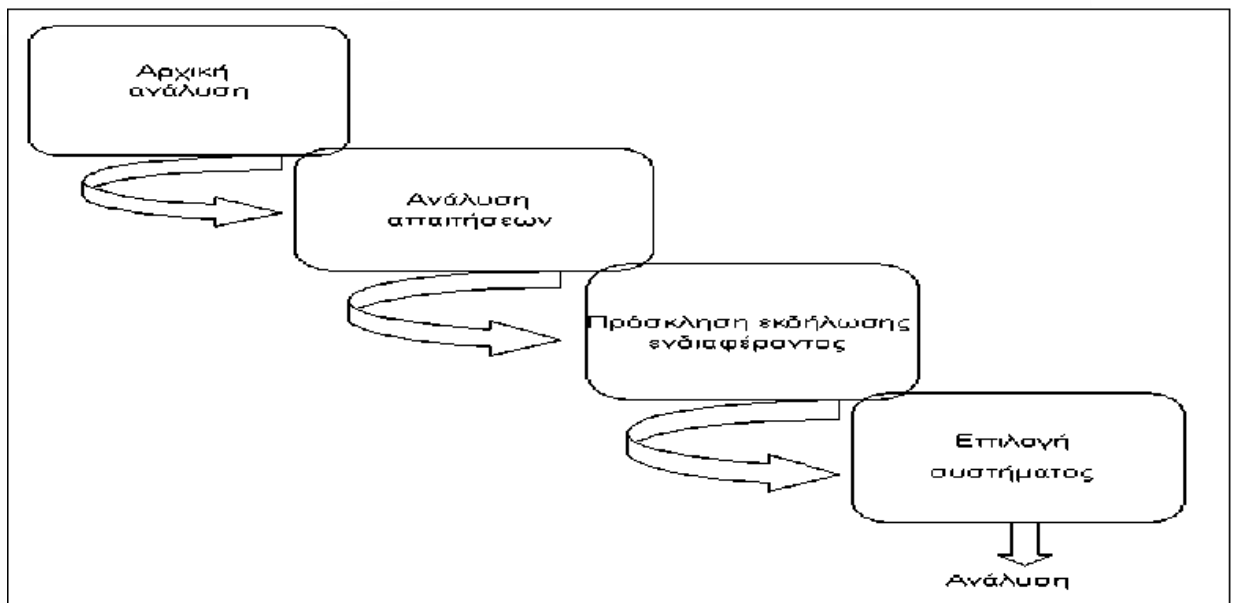 Αρχική
ανάλυση
Ανάλυση
απαιτήσεων
Πρόσκληση εκδήλωσης
ενδιαφέροντος
Επιλογή
συστήματος
Ανάλυση